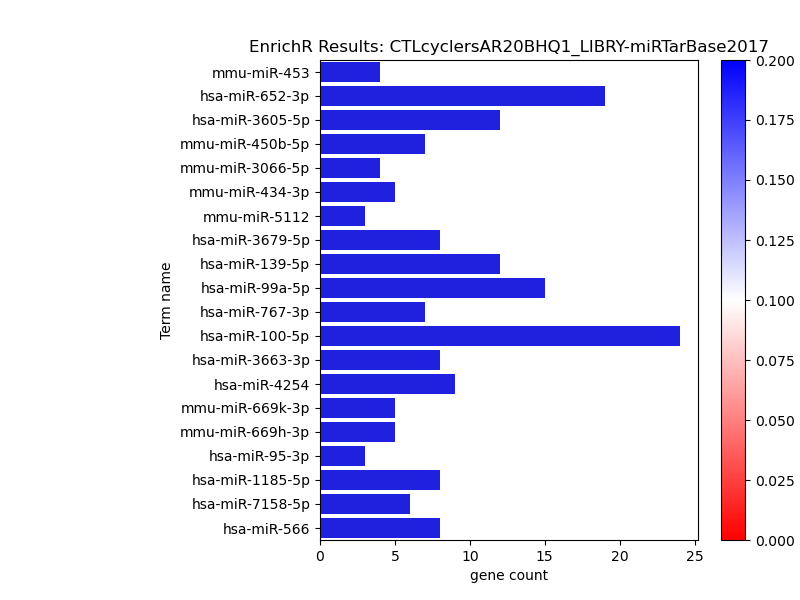 EnrichR Results: CTLcyclersAR20BHQ1_LIBRY-miRTarBase2017
Term name
mmu-miR-453
hsa-miR-652-3p
hsa-miR-3605-5p
mmu-miR-450b-5p
mmu-miR-3066-5p
mmu-miR-434-3p
mmu-miR-5112
hsa-miR-3679-5p
hsa-miR-139-5p
hsa-miR-99a-5p
hsa-miR-767-3p
hsa-miR-100-5p
hsa-miR-3663-3p
hsa-miR-4254
mmu-miR-669k-3p
mmu-miR-669h-3p
hsa-miR-95-3p
hsa-miR-1185-5p
hsa-miR-7158-5p
hsa-miR-566
0 5 10 15 20 25
gene count
0.200
0.175
0.150
0.125
0.100
0.075
0.050
0.025
0.000